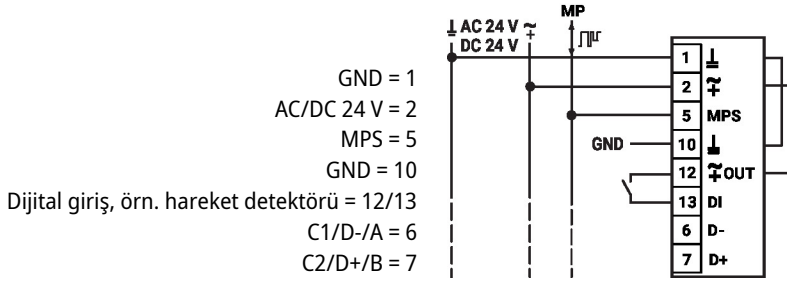 MP
⊥ AC 24 V ~
DC 24 V +
GND = 1
AC/DC 24 V = 2
MPS = 5
GND = 10
Dijital giriş, örn. hareket detektörü = 12/13
C1/D-/A = 6
C2/D+/B = 7
1 ⊥
2 ~+
5 MPS
GND 10 ⊥
12 ~+ OUT
13 DI
6 D-
7 D+